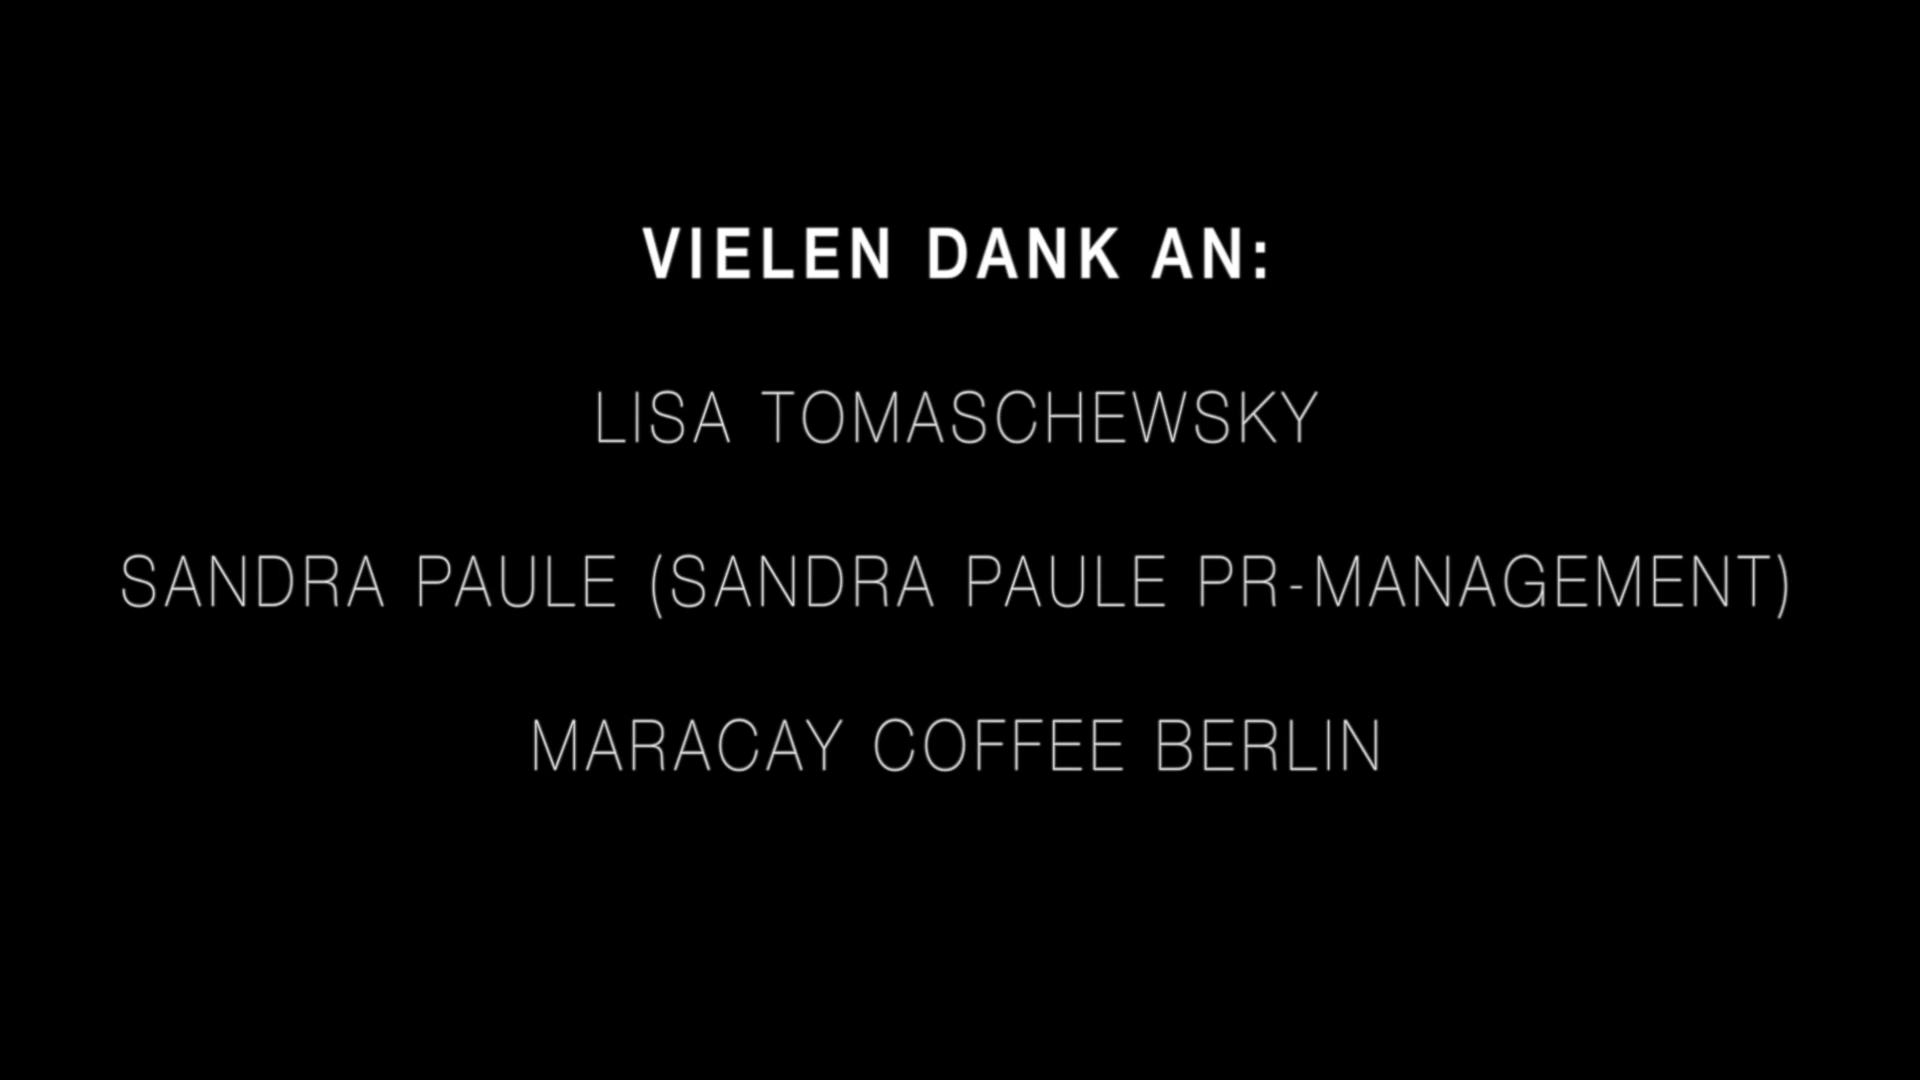 VIELEN DANK AN:
LISA TOMASCHEWSKY
SANDRA PAULE (SANDRA PAULE PR-MANAGEMENT)
MARACAY COFFEE BERLIN